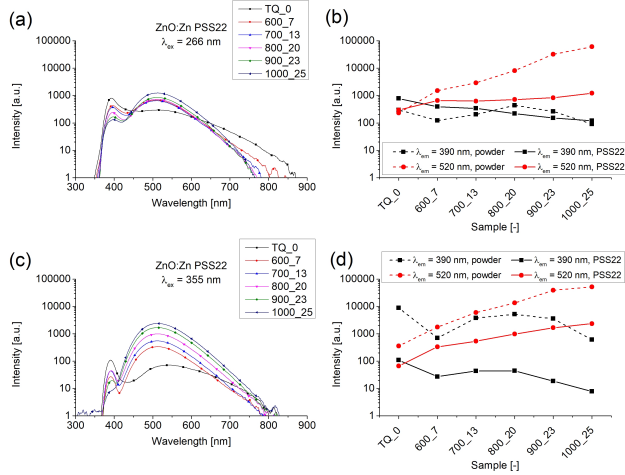 (a)
ZnO:Zn PSS22
λex = 266 nm
TQ_0
600_7
700_13
800_20
900_23
1000_25
100000
10000
1000
100
10
1
Intensity [a.u.]
300 400 500 600 700 800 900
Wavelength [nm]
(b)
100000
10000
1000
100
10
1
Intensity [a.u.]
λem = 390 nm, powder
λem = 390 nm, PSS22
λem = 520 nm, powder
λem = 520 nm, PSS22
TQ_0
600_7
700_13
800_20
900_23
1000_25
Sample [-]
(c)
ZnO:Zn PSS22
λex = 355 nm
TQ_0
600_7
700_13
800_20
900_23
1000_25
100000
10000
1000
100
10
1
Intensity [a.u.]
300 400 500 600 700 800 900
Wavelength [nm]
(d)
λem = 390 nm, powder
λem = 390 nm, PSS22
λem = 520 nm, powder
λem = 520 nm, PSS22
100000
10000
1000
100
10
1
Intensity [a.u.]
TQ_0
600_7
700_13
800_20
900_23
1000_25
Sample [-]